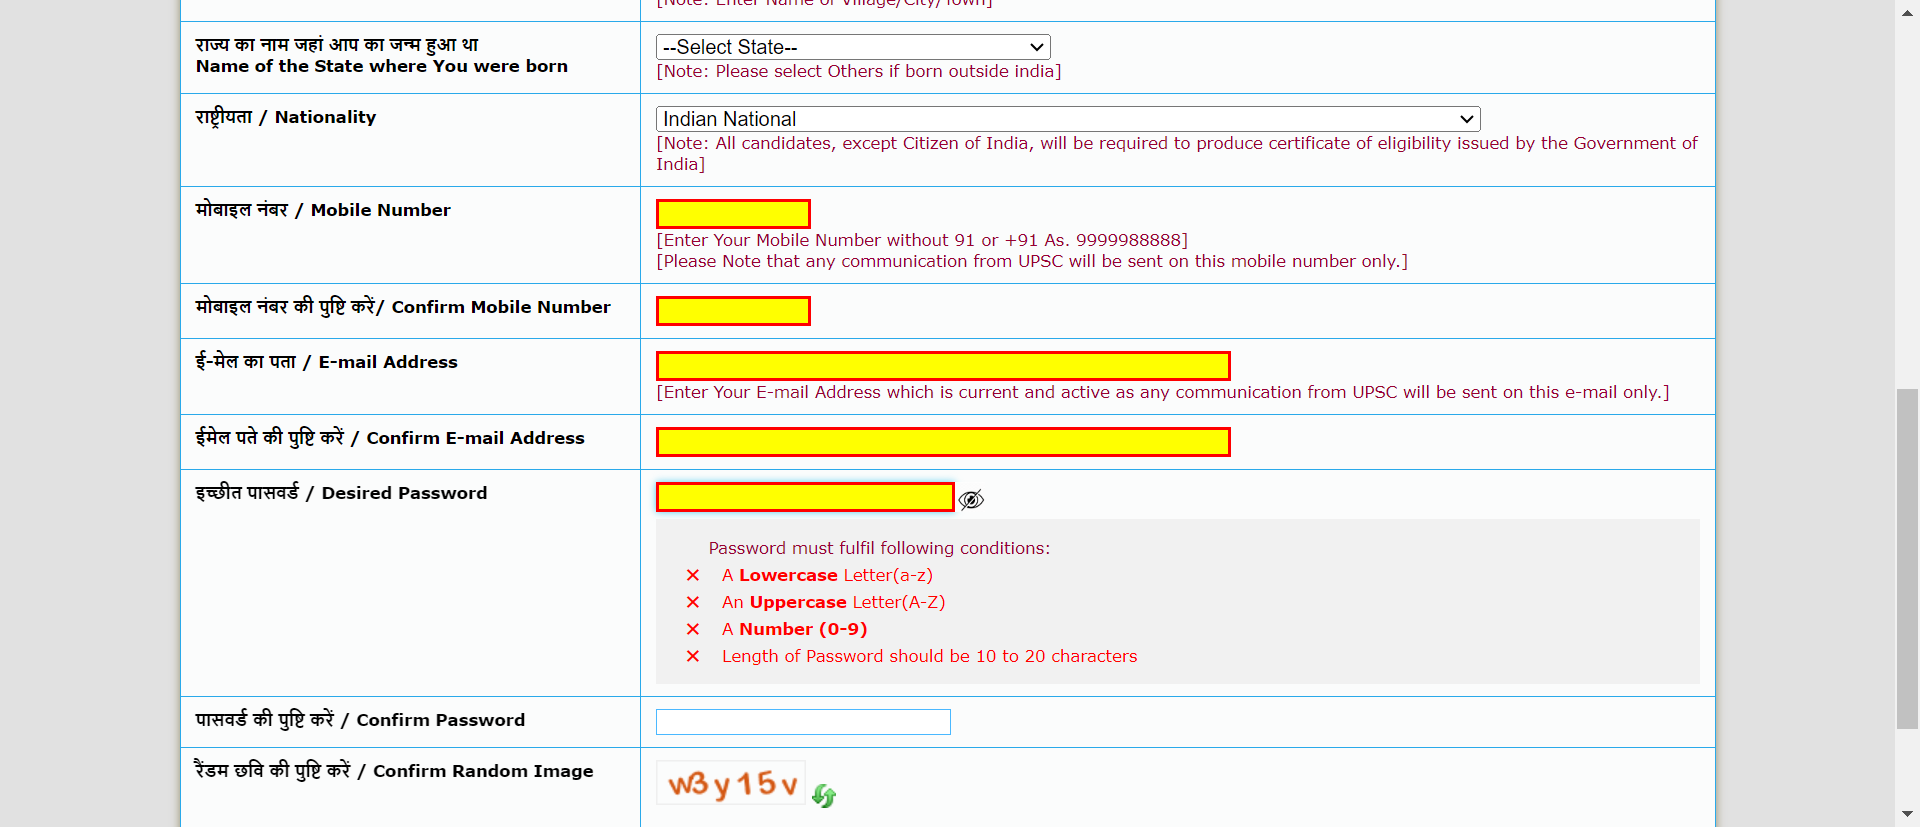 [Note: Enter Name of Village/City/Town]
राज्य का नाम जहां आप का जन्म हुआ था
Name of the State where You were born
--Select State--
[Note: Please select Others if born outside india]
राष्ट्रीयता / Nationality
Indian National
[Note: All candidates, except Citizen of India, will be required to produce certificate of eligibility issued by the Government of
India]
मोबाइल नंबर / Mobile Number
[Enter Your Mobile Number without 91 or +91 As. 9999988888]
[Please Note that any communication from UPSC will be sent on this mobile number only.]
मोबाइल नंबर की पुष्टि करें/ Confirm Mobile Number
ई-मेल का पता / E-mail Address
[Enter Your E-mail Address which is current and active as any communication from UPSC will be sent on this e-mail only.]
ईमेल पते की पुष्टि करें / Confirm E-mail Address
इच्छीत पासवर्ड / Desired Password
Password must fulfil following conditions:
✕ A Lowercase Letter(a-z)
✕ An Uppercase Letter(A-Z)
✕ A Number (0-9)
✕ Length of Password should be 10 to 20 characters
पासवर्ड की पुष्टि करें / Confirm Password
रैंडम छवि की पुष्टि करें / Confirm Random Image
w3y15v